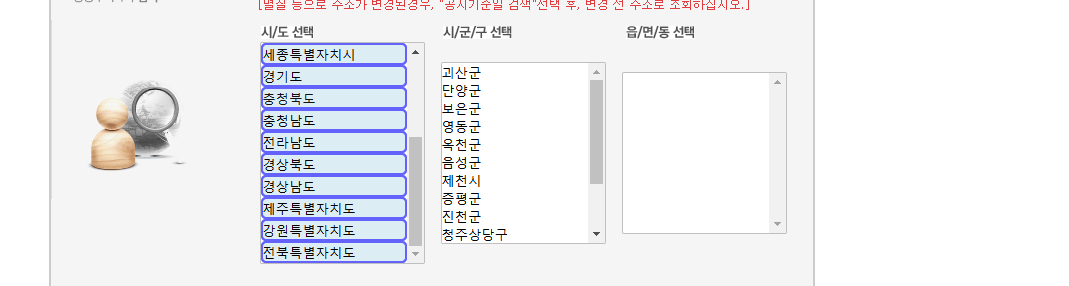 [멸실 등으로 주소가 변경된경우, "공시기준일 검색"선택 후, 변경 전 주소로 조회하십시오.]
시/도 선택
세종특별자치시
경기도
충청북도
충청남도
전라남도
경상북도
경상남도
제주특별자치도
강원특별자치도
전북특별자치도
시/군/구 선택
괴산군
단양군
보은군
영동군
옥천군
음성군
제천시
증평군
진천군
청주상당구
읍/면/동 선택